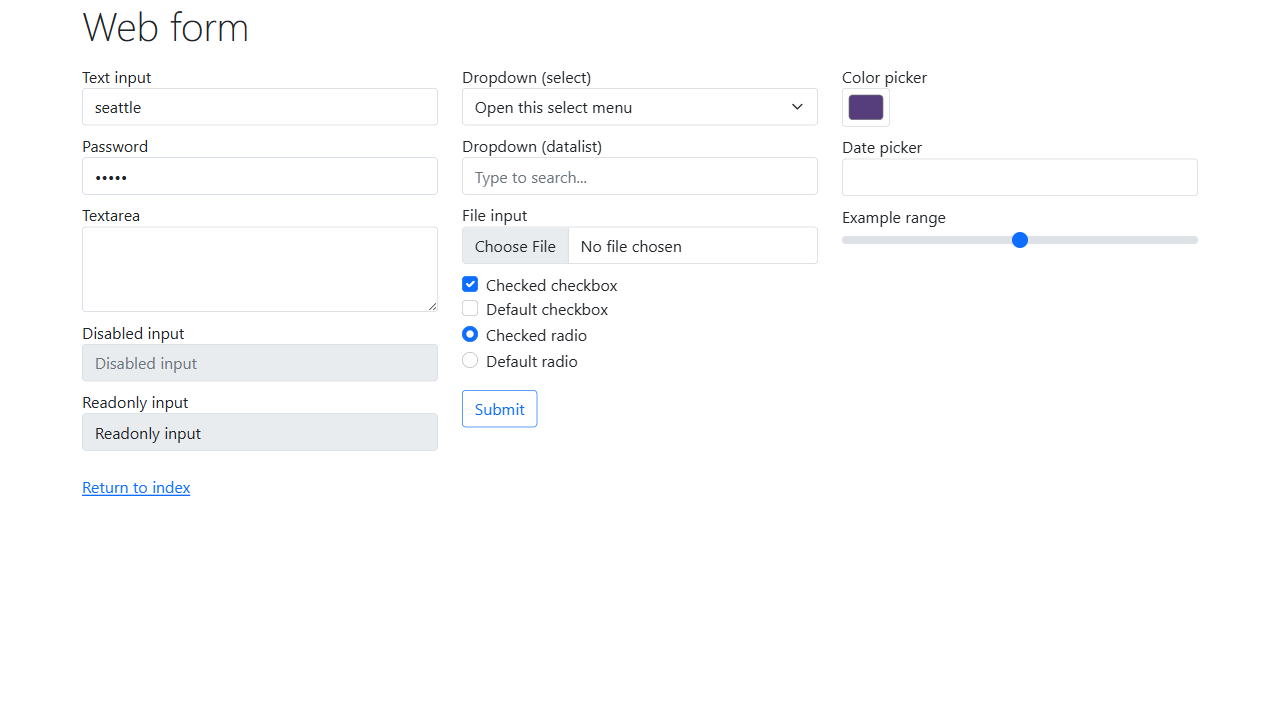 Web form
Text input
seattle
Password
•••••
Textarea
Disabled input
Disabled input
Readonly input
Readonly input
Return to index
Dropdown (select)
Open this select menu
Dropdown (datalist)
Type to search...
File input
Choose File No file chosen
Checked checkbox
Default checkbox
Checked radio
Default radio
Submit
Color picker
Date picker
Example range